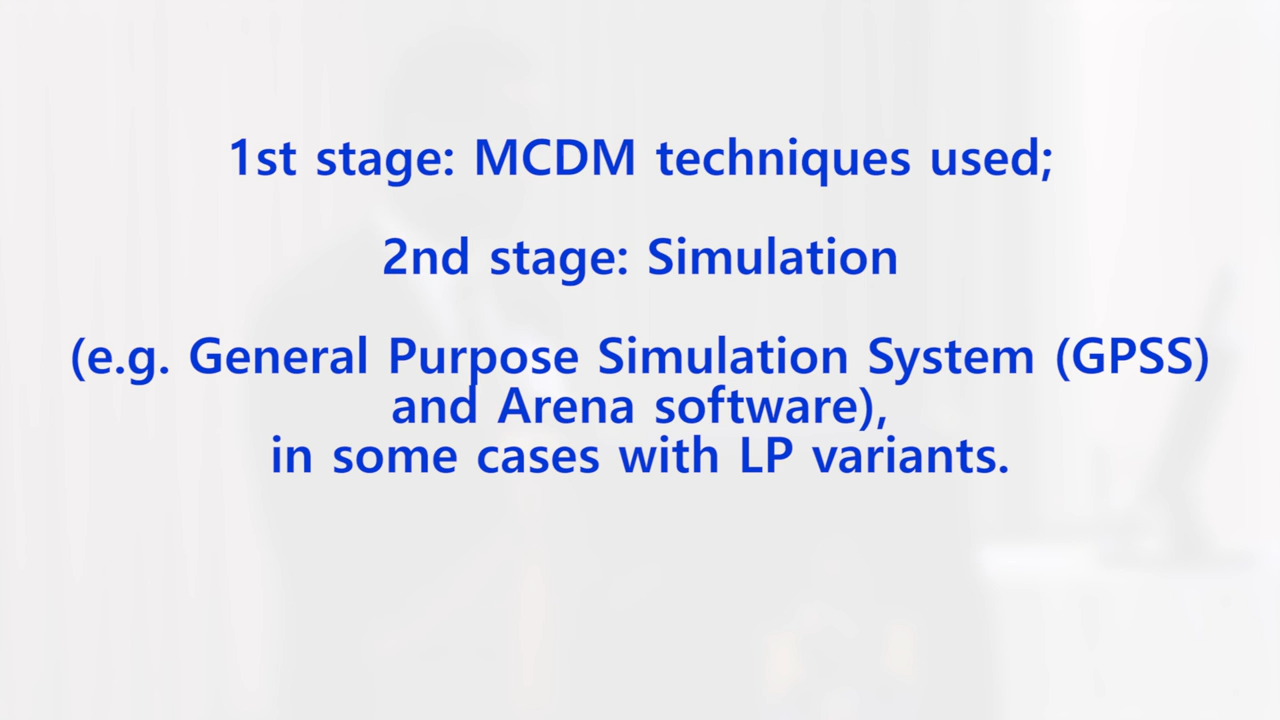 1st stage: MCDM techniques used;
2nd stage: Simulation
(e.g. General Purpose Simulation System (GPSS)
and Arena software),
in some cases with LP variants.